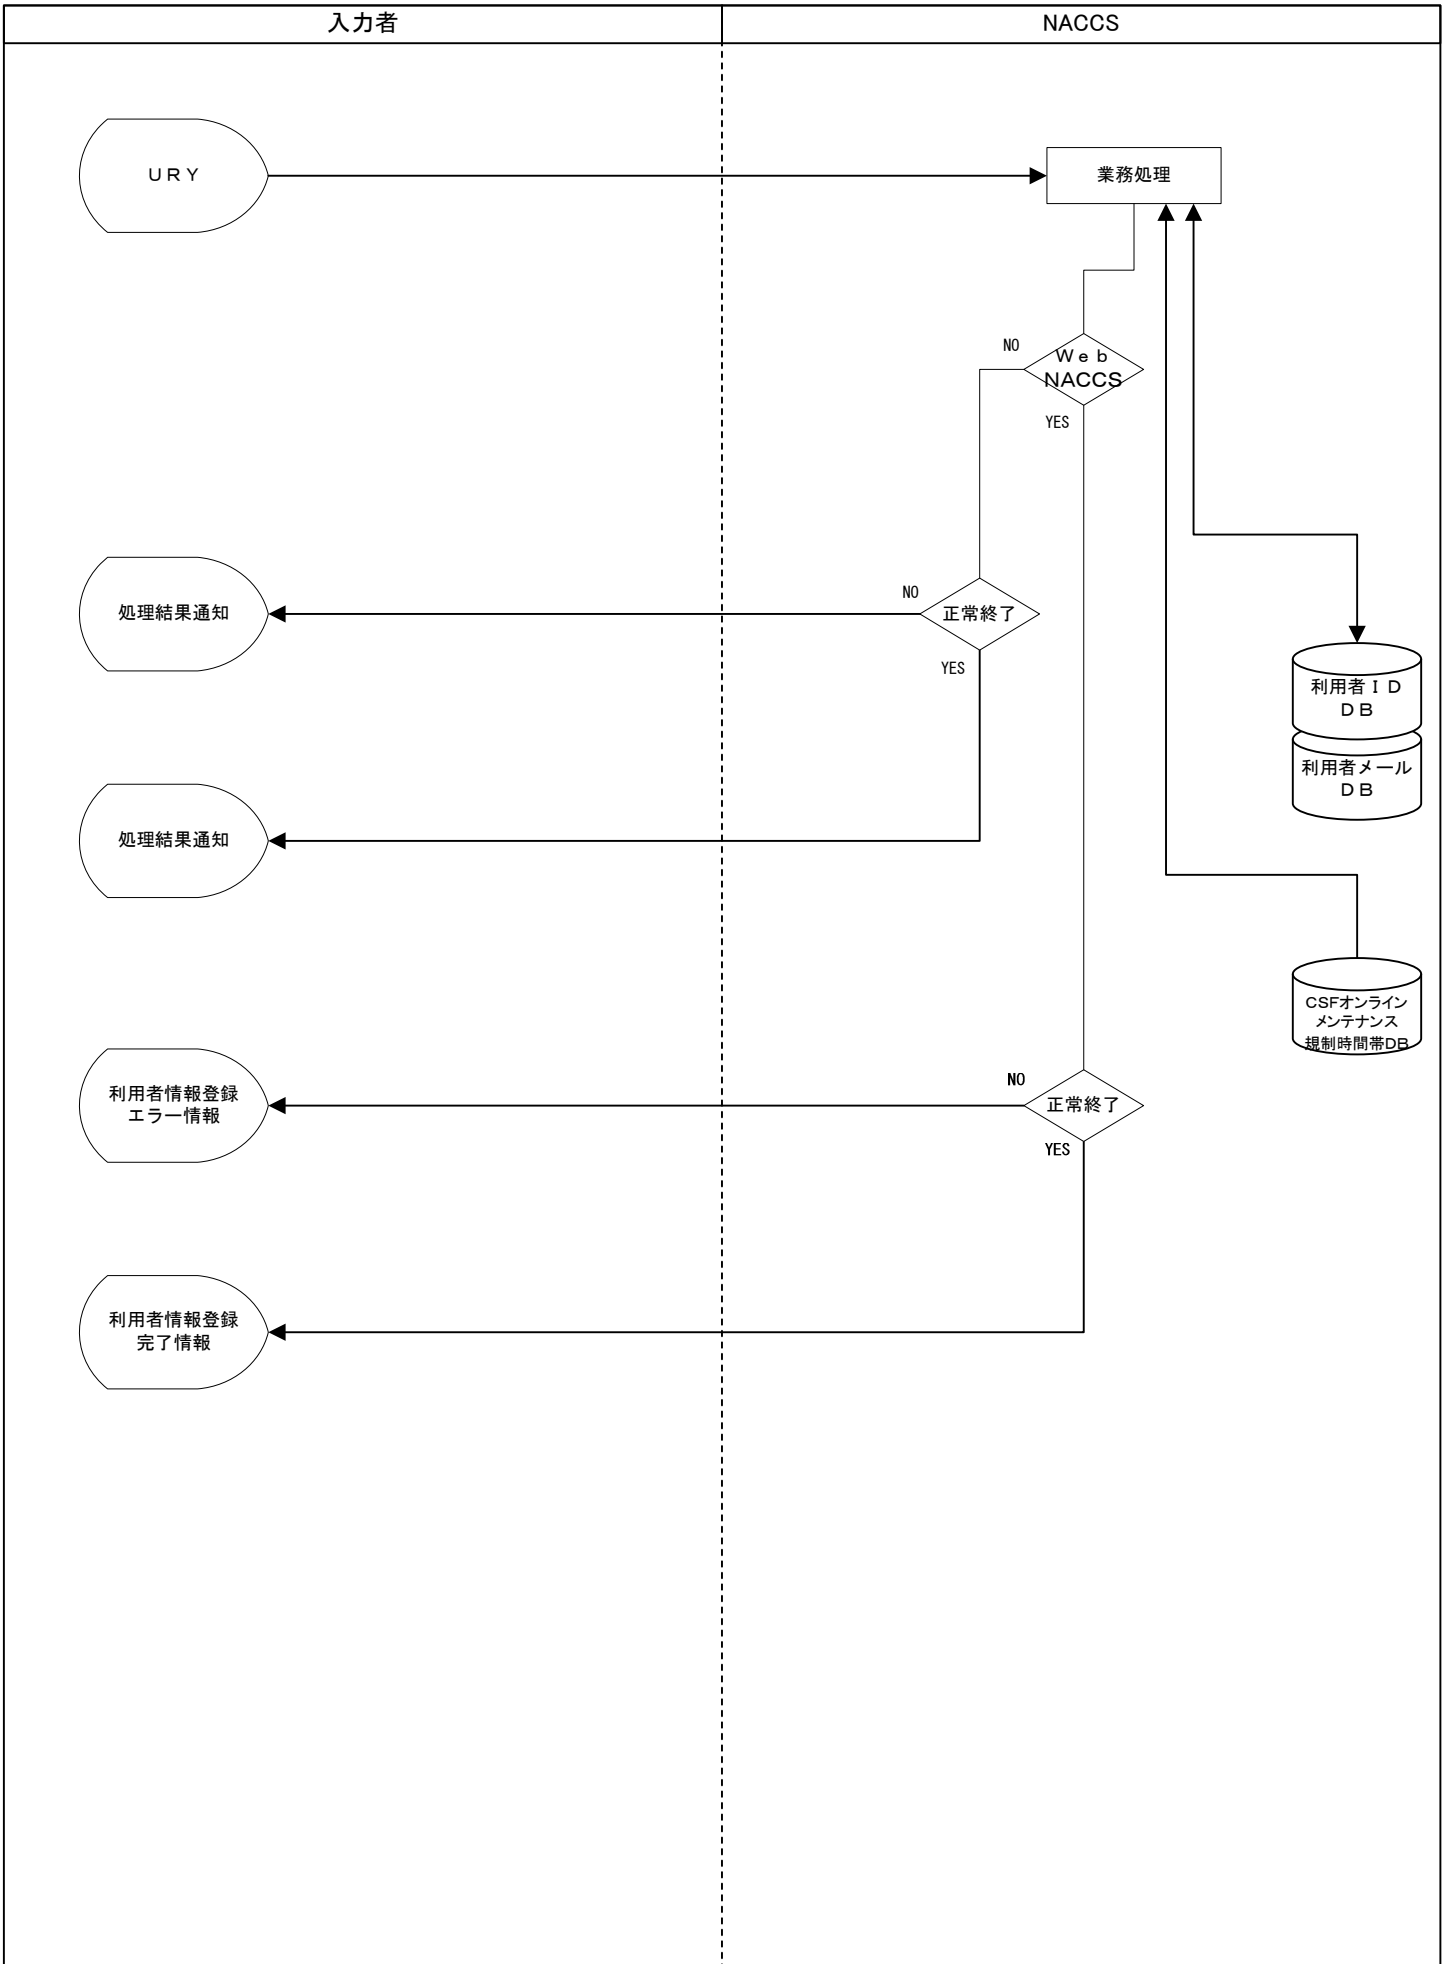 入力者
NACCS
ＵＲＹ
業務処理
NO
Ｗｅｂ
NACCS
YES
処理結果通知
NO
正常終了
YES
利用者ＩＤ
ＤＢ
利用者メール
ＤＢ
処理結果通知
CSFオンライン
メンテナンス
規制時間帯DB
利用者情報登録
エラー情報
NO
正常終了
YES
利用者情報登録
完了情報